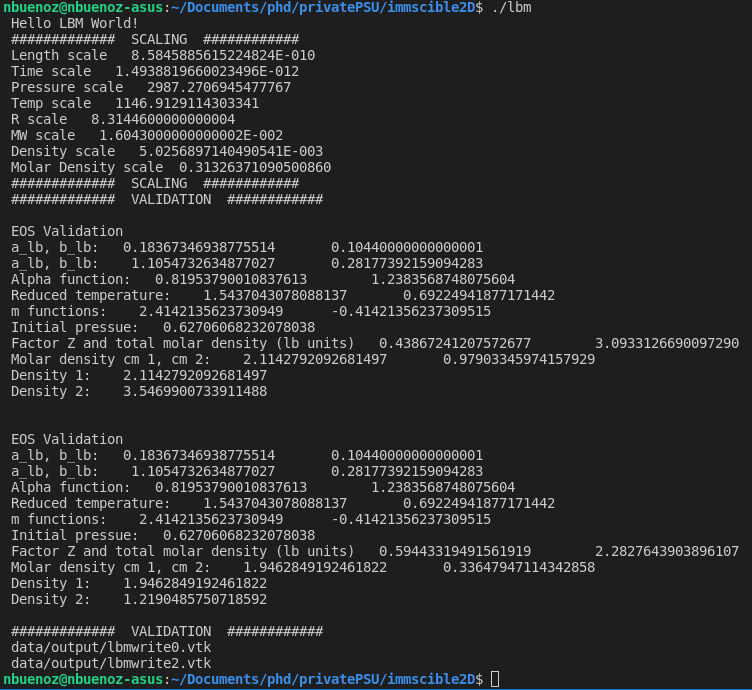 nbuenoz@nbuenoz-asus:~/Documents/phd/privatePSU/immscible2D$ ./lbm
Hello LBM World!
############# SCALING ############
Length scale 8.5845885615224824E-010
Time scale 1.4938819660023496E-012
Pressure scale 2987.2706945477767
Temp scale 1146.9129114303341
R scale 8.3144600000000004
MW scale 1.6043000000000002E-002
Density scale 5.0256897140490541E-003
Molar Density scale 0.31326371090500860
############# SCALING ############
############# VALIDATION ############
EOS Validation
a_lb, b_lb: 0.18367346938775514 0.10440000000000001
a_lb, b_lb: 1.1054732634877027 0.28177392159094283
Alpha function: 0.81953790010837613 1.2383568748075604
Reduced temperature: 1.5437043078088137 0.69224941877171442
m functions: 2.4142135623730949 -0.41421356237309515
Initial pressue: 0.62706068232078038
Factor Z and total molar density (lb units) 0.43867241207572677 3.0933126690097290
Molar density cm 1, cm 2: 2.1142792092681497 0.97903345974157929
Density 1: 2.1142792092681497
Density 2: 3.5469900733911488
EOS Validation
a_lb, b_lb: 0.18367346938775514 0.10440000000000001
a_lb, b_lb: 1.1054732634877027 0.28177392159094283
Alpha function: 0.81953790010837613 1.2383568748075604
Reduced temperature: 1.5437043078088137 0.69224941877171442
m functions: 2.4142135623730949 -0.41421356237309515
Initial pressue: 0.62706068232078038
Factor Z and total molar density (lb units) 0.59443319491561919 2.2827643903896107
Molar density cm 1, cm 2: 1.9462849192461822 0.33647947114342858
Density 1: 1.9462849192461822
Density 2: 1.2190485750718592
############# VALIDATION ############
data/output/lbmwrite0.vtk
data/output/lbmwrite2.vtk
nbuenoz@nbuenoz-asus:~/Documents/phd/privatePSU/immscible2D$